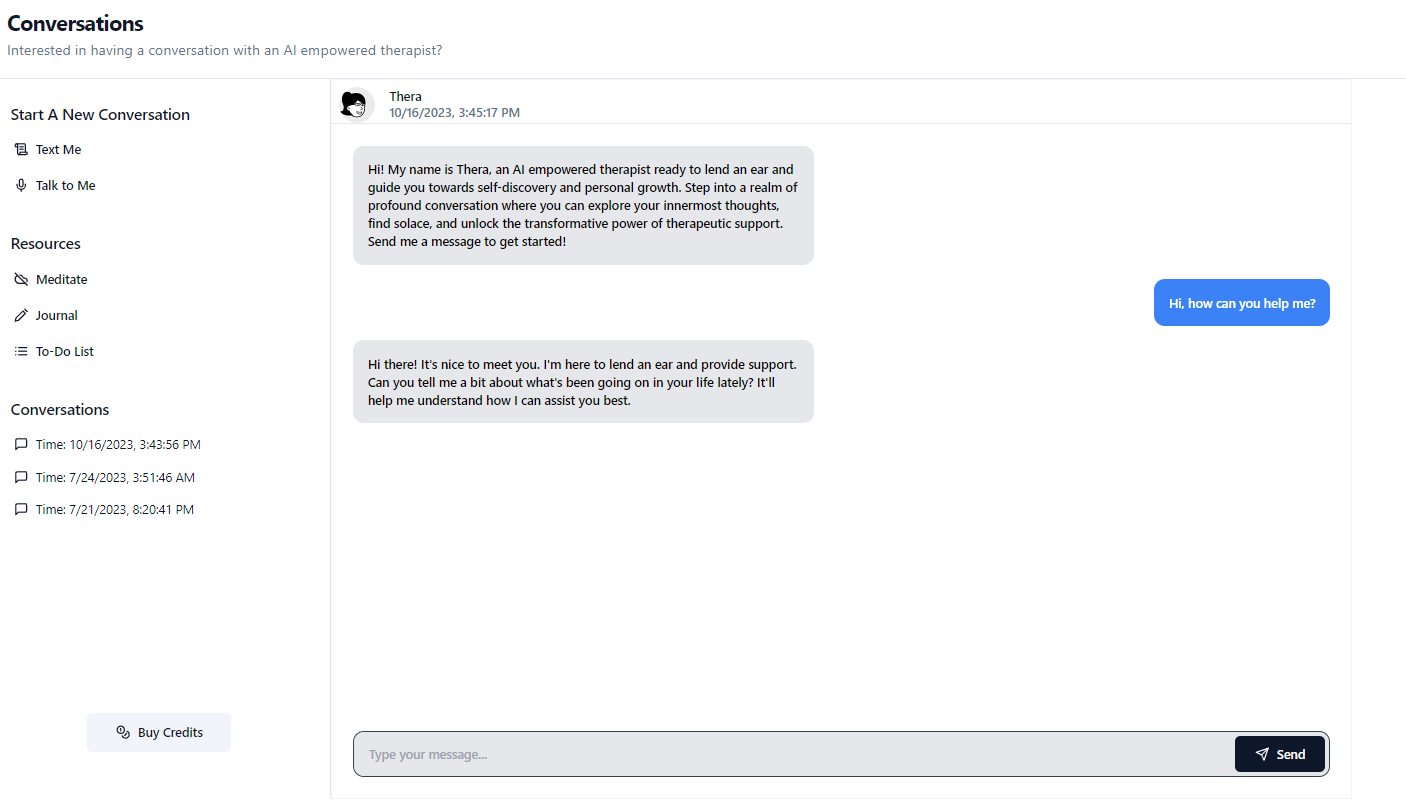 Conversations
Interested in having a conversation with an AI empowered therapist?
Start A New Conversation
Text Me
Talk to Me
Resources
Meditate
Journal
To-Do List
Conversations
Time: 10/16/2023, 3:43:56 PM
Time: 7/24/2023, 3:51:46 AM
Time: 7/21/2023, 8:20:41 PM
Buy Credits
Thera
10/16/2023, 3:45:17 PM
Hi! My name is Thera, an AI empowered therapist ready to lend an ear and
guide you towards self-discovery and personal growth. Step into a realm of
profound conversation where you can explore your innermost thoughts,
find solace, and unlock the transformative power of therapeutic support.
Send me a message to get started!
Hi, how can you help me?
Hi there! It's nice to meet you. I'm here to lend an ear and provide support.
Can you tell me a bit about what's been going on in your life lately? It'll
help me understand how I can assist you best.
Type your message...
Send